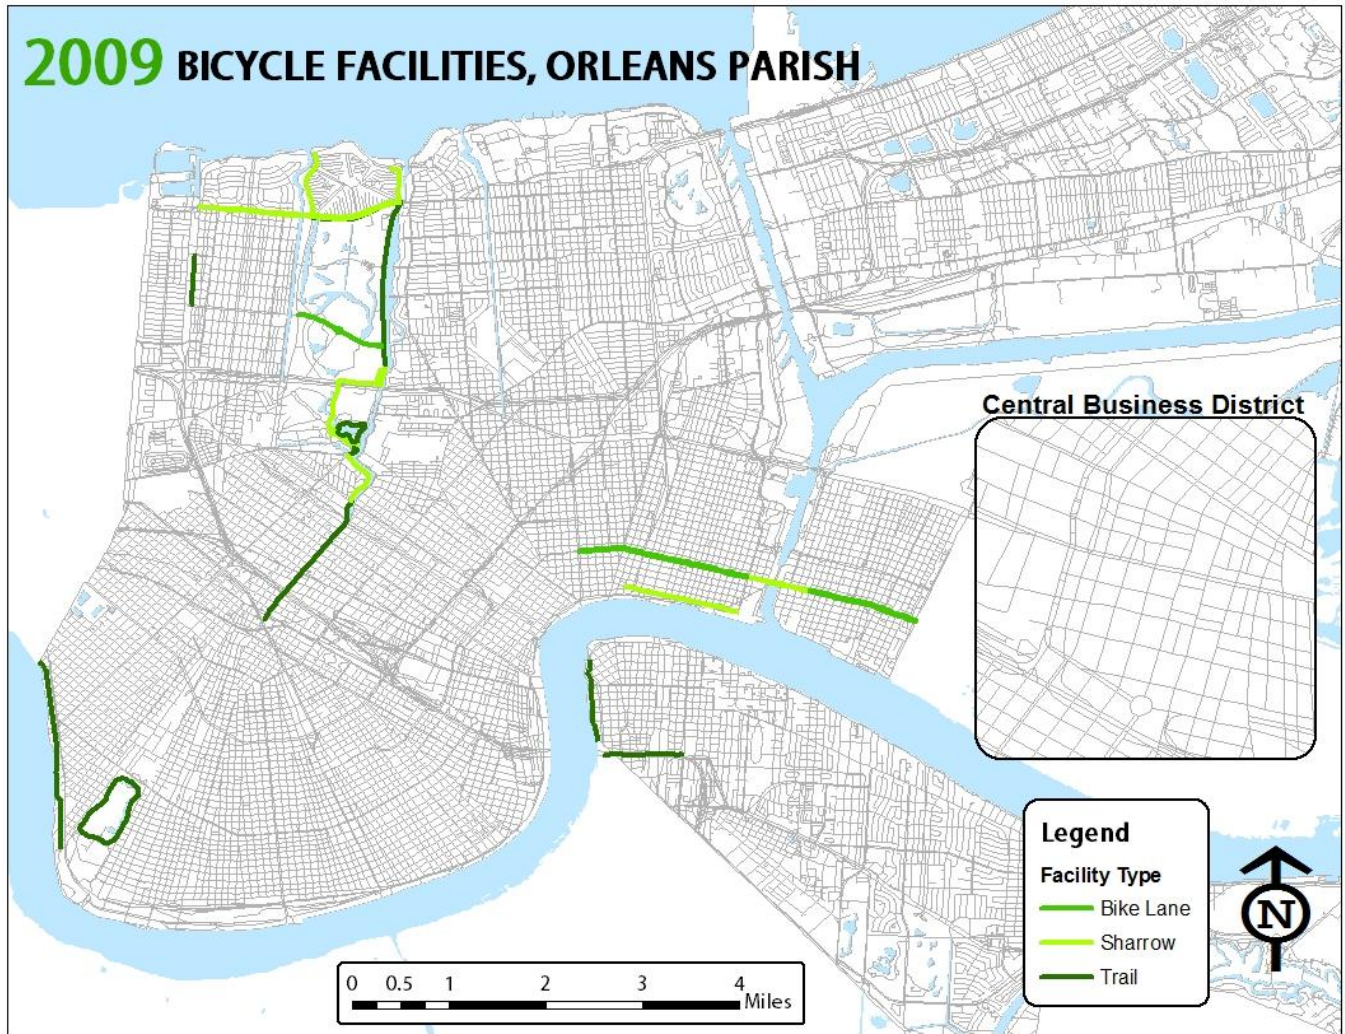 2009 BICYCLE FACILITIES, ORLEANS PARISH
Central Business District
Legend
Facility Type
Bike Lane
Sharrow
Trail
N
0 0.5 1 2 3 4
Miles